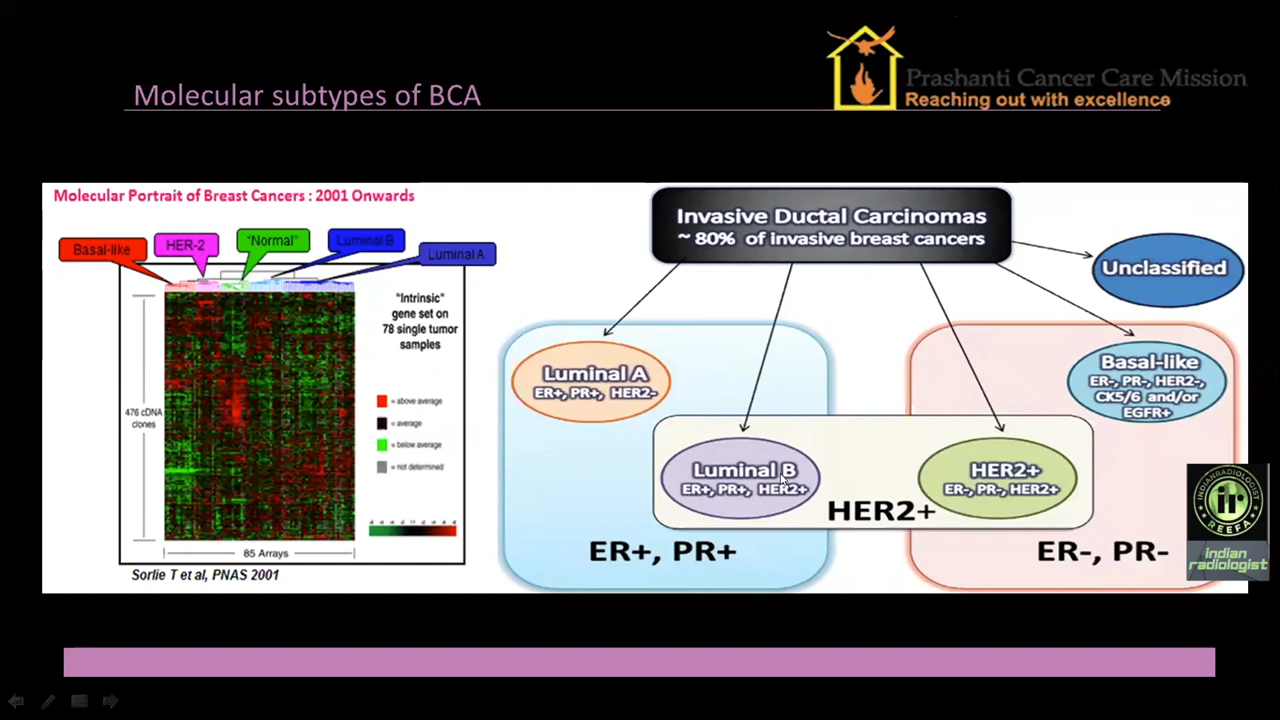 Molecular subtypes of BCA
Prashanti Cancer Care Mission
Reaching out with excellence
Molecular Portrait of Breast Cancers : 2001 Onwards
Basal-like
HER-2
"Normal"
Luminal B
Luminal A
"Intrinsic"
gene set on
78 single tumor
samples
476 cDNA
clones
= above average
= average
= below average
= not determined
85 Arrays
Sorlie T et al, PNAS 2001
Invasive Ductal Carcinomas
~ 80% of invasive breast cancers
Unclassified
Luminal A
ER+, PR+, HER2-
Basal-like
ER-, PR-, HER2-,
CK5/6 and/or
EGFR+
Luminal B
ER+, PR+, HER2+
HER2+
ER-, PR-, HER2+
HER2+
ER+, PR+
ER-, PR-
INDIANRADIOLOGIST
ir
REEFA
indian
radiologist